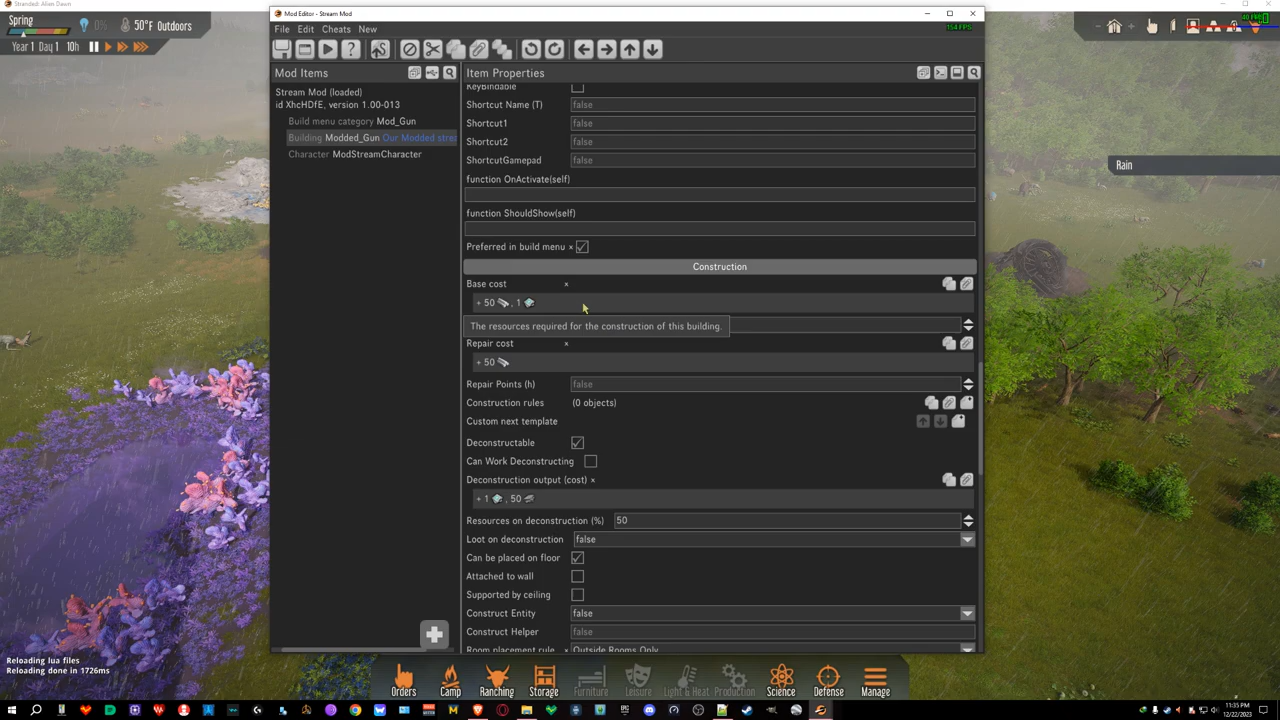 Stranded: Alien Dawn
Spring
0%
50°F Outdoors
Year 1 Day 1 10h
Mod Editor - Stream Mod
File Edit Cheats New
154 FPS
40 FPS
Mod Items
Stream Mod (loaded)
id XhcHDfE, version 1.00-013
Build menu category Mod_Gun
Building Modded_Gun Our Modded strea
Character ModStreamCharacter
Item Properties
KeyBindable
Shortcut Name (T) false
Shortcut1 false
Shortcut2 false
ShortcutGamepad false
function OnActivate(self)
function ShouldShow(self)
Preferred in build menu ×
Construction
Base cost ×
+ 50 , 1
The resources required for the construction of this building.
Repair cost ×
+ 50
Repair Points (h) false
Construction rules (0 objects)
Custom next template
Deconstructable
Can Work Deconstructing
Deconstruction output (cost) ×
+ 1 , 50
Resources on deconstruction (%) 50
Loot on deconstruction false
Can be placed on floor
Attached to wall
Supported by ceiling
Construct Entity false
Construct Helper false
Room placement rule × Outside Rooms Only
Rain
Reloading lua files
Reloading done in 1726ms
Orders Camp Ranching Storage Furniture Leisure Light & Heat Production Science Defense Manage
11:35 PM
12/22/2023